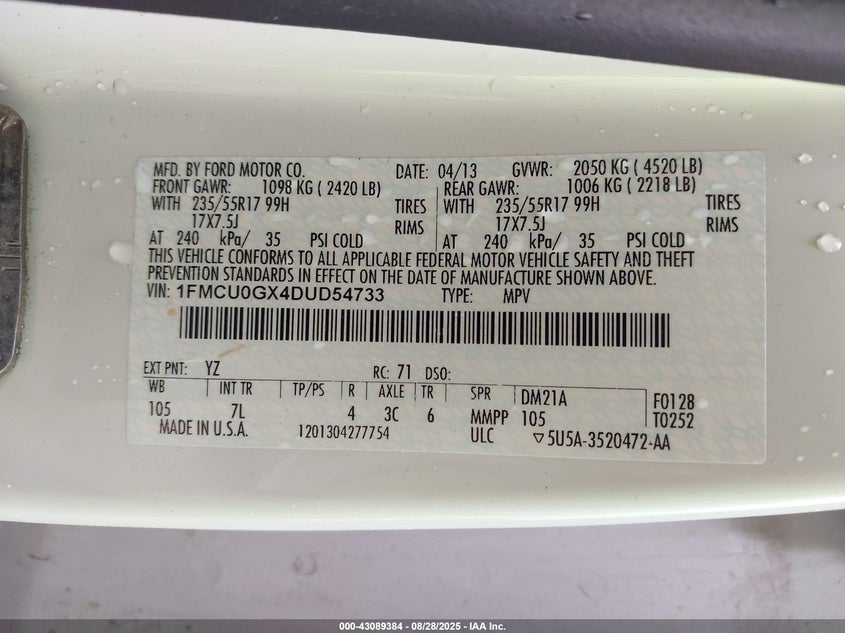 MFD. BY FORD MOTOR CO. DATE: 04/13 GVWR: 2050 KG ( 4520 LB)
FRONT GAWR: 1098 KG ( 2420 LB) REAR GAWR: 1006 KG ( 2218 LB)
WITH 235/55R17 99H TIRES WITH 235/55R17 99H TIRES
17X7.5J RIMS 17X7.5J RIMS
AT 240 kPa/ 35 PSI COLD AT 240 kPa/ 35 PSI COLD
THIS VEHICLE CONFORMS TO ALL APPLICABLE FEDERAL MOTOR VEHICLE SAFETY AND THEFT
PREVENTION STANDARDS IN EFFECT ON THE DATE OF MANUFACTURE SHOWN ABOVE.
VIN: 1FMCU0GX4DUD54733 TYPE: MPV
EXT PNT: YZ RC: 71 DSO:
WB INT TR TP/PS R AXLE TR SPR DM21A F0128
105 7L 4 3C 6 MMPP 105 T0252
MADE IN U.S.A. 1201304277754 ULC ▽5U5A-3520472-AA
000-43089384 | 08/28/2025 - IAA Inc.